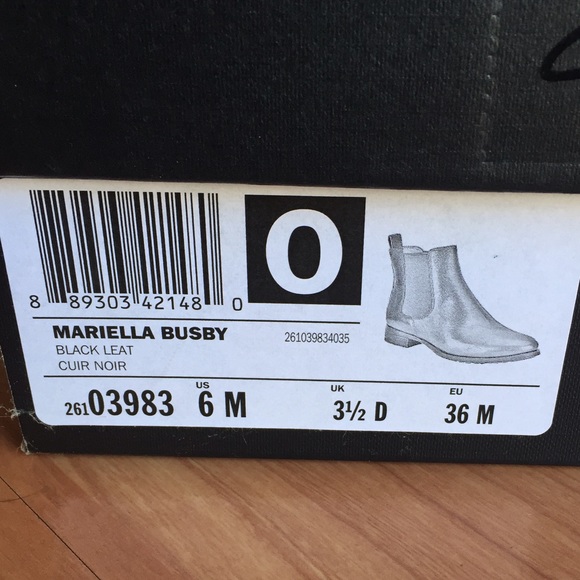 O
8 89303 42148 0
MARIELLA BUSBY
261039834035
BLACK LEAT
CUIR NOIR
26103983
US
6 M
UK
3½ D
EU
36 M